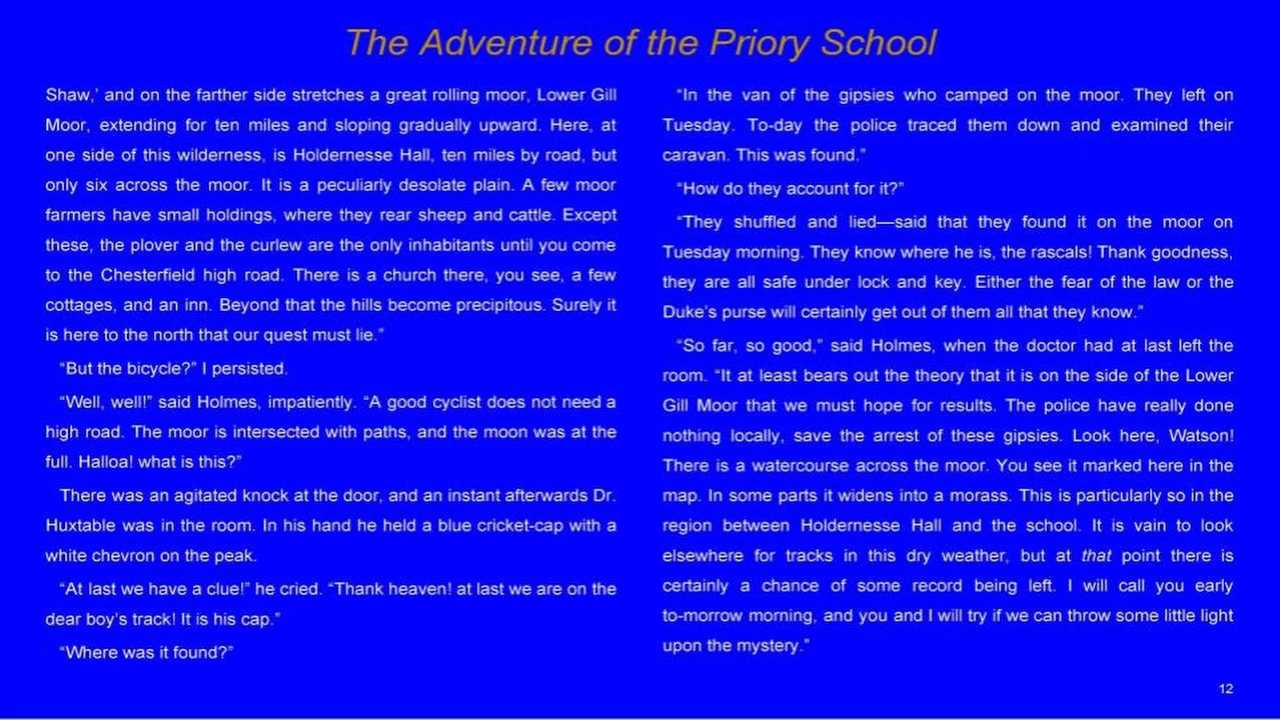 The Adventure of the Priory School
Shaw,’ and on the farther side stretches a great rolling moor, Lower Gill
Moor, extending for ten miles and sloping gradually upward. Here, at
one side of this wilderness, is Holdernesse Hall, ten miles by road, but
only six across the moor. It is a peculiarly desolate plain. A few moor
farmers have small holdings, where they rear sheep and cattle. Except
these, the plover and the curlew are the only inhabitants until you come
to the Chesterfield high road. There is a church there, you see, a few
cottages, and an inn. Beyond that the hills become precipitous. Surely it
is here to the north that our quest must lie.”
“But the bicycle?” I persisted.
“Well, well!” said Holmes, impatiently. “A good cyclist does not need a
high road. The moor is intersected with paths, and the moon was at the
full. Halloa! what is this?”
There was an agitated knock at the door, and an instant afterwards Dr.
Huxtable was in the room. In his hand he held a blue cricket-cap with a
white chevron on the peak.
“At last we have a clue!” he cried. “Thank heaven! at last we are on the
dear boy’s track! It is his cap.”
“Where was it found?”
“In the van of the gipsies who camped on the moor. They left on
Tuesday. To-day the police traced them down and examined their
caravan. This was found.”
“How do they account for it?”
“They shuffled and lied—said that they found it on the moor on
Tuesday morning. They know where he is, the rascals! Thank goodness,
they are all safe under lock and key. Either the fear of the law or the
Duke’s purse will certainly get out of them all that they know.”
“So far, so good,” said Holmes, when the doctor had at last left the
room. “It at least bears out the theory that it is on the side of the Lower
Gill Moor that we must hope for results. The police have really done
nothing locally, save the arrest of these gipsies. Look here, Watson!
There is a watercourse across the moor. You see it marked here in the
map. In some parts it widens into a morass. This is particularly so in the
region between Holdernesse Hall and the school. It is vain to look
elsewhere for tracks in this dry weather, but at that point there is
certainly a chance of some record being left. I will call you early
to-morrow morning, and you and I will try if we can throw some little light
upon the mystery.”
12